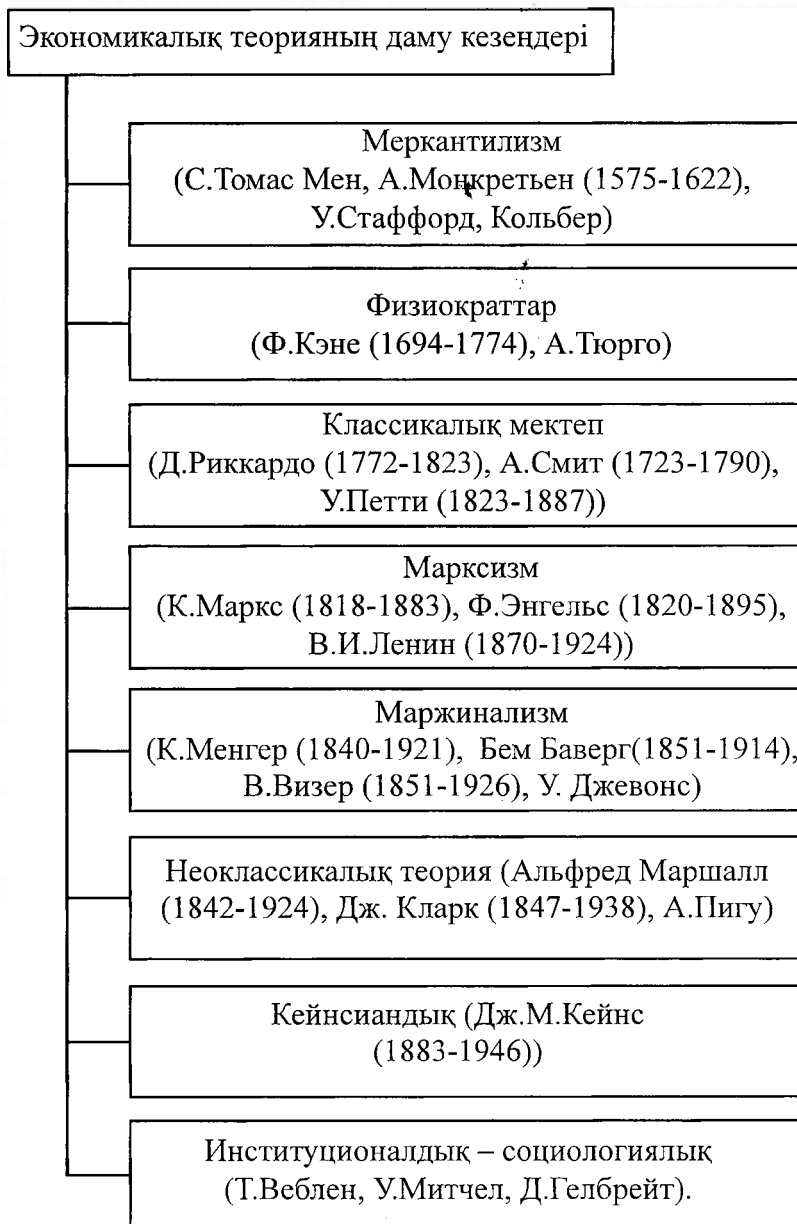 Экономикалық теорияның даму кезеңдері
Меркантилизм
(С.Томас Мен, А.Монкретьен (1575-1622),
У.Стаффорд, Кольбер)
Физиократтар
(Ф.Кэне (1694-1774), А.Тюрго)
Классикалық мектеп
(Д.Риккардо (1772-1823), А.Смит (1723-1790),
У.Петти (1823-1887))
Марксизм
(К.Маркс (1818-1883), Ф.Энгельс (1820-1895),
В.И.Ленин (1870-1924))
Маржинализм
(К.Менгер (1840-1921), Бем Баверг(1851-1914),
В.Визер (1851-1926), У. Джевонс)
Неоклассикалық теория (Альфред Маршалл
(1842-1924), Дж. Кларк (1847-1938), А.Пигу)
Кейнсиандық (Дж.М.Кейнс
(1883-1946))
Институционалдық – социологиялық
(Т.Веблен, У.Митчел, Д.Гелбрейт).